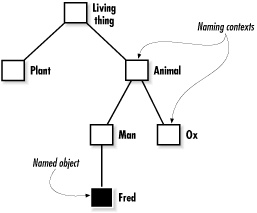 Living
thing
Naming contexts
Plant
Animal
Man
Ox
Named object
Fred